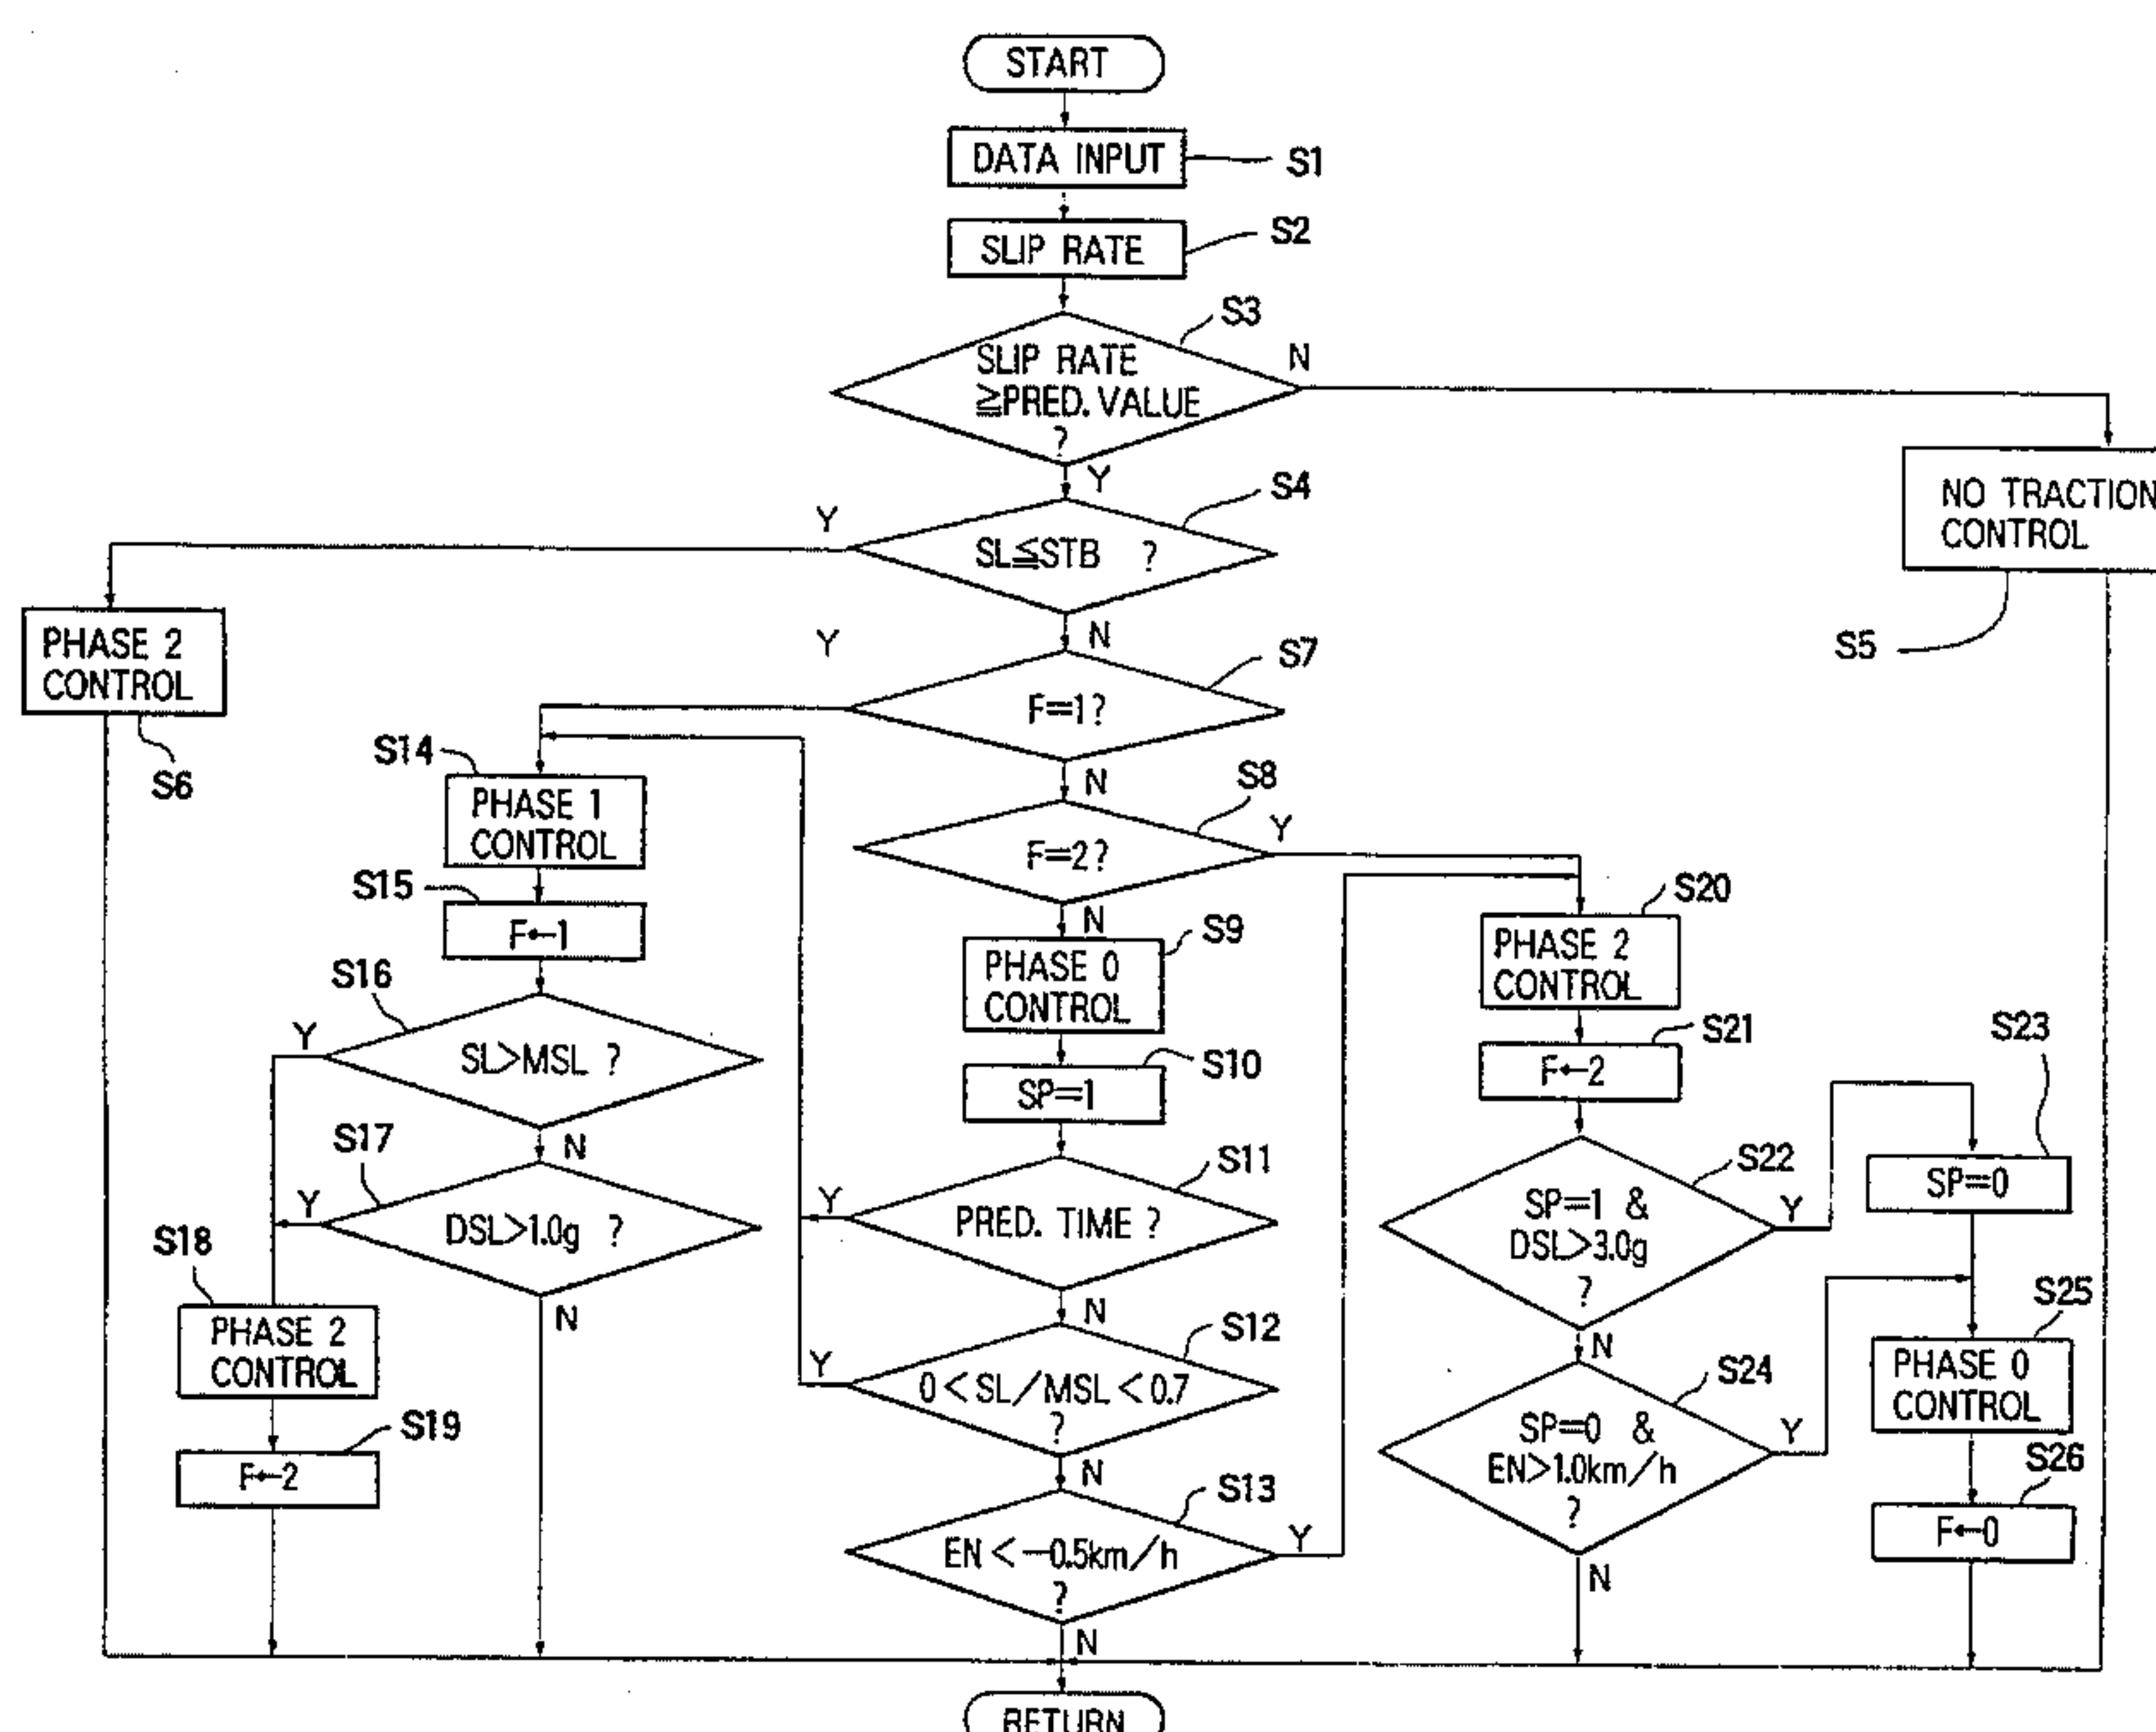 START
DATA INPUT
S1
SLIP RATE
S2
S3
SLIP RATE
≧PRED. VALUE
?
N
Y
S4
SL≦STB ?
Y
N
NO TRACTION
CONTROL
S5
PHASE 2
CONTROL
S6
Y
S7
F=1?
N
S14
PHASE 1
CONTROL
S8
F=2?
Y
N
S15
F←1
S9
PHASE 0
CONTROL
S20
PHASE 2
CONTROL
S16
SL>MSL ?
Y
N
S10
SP=1
S21
F←2
S23
SP=0
S17
DSL>1.0g ?
Y
N
S11
PRED. TIME ?
Y
N
S22
SP=1 &
DSL>3.0g
?
Y
N
S18
PHASE 2
CONTROL
S12
0<SL/MSL<0.7
?
Y
N
S24
SP=0 &
EN>1.0km/h
?
Y
N
S25
PHASE 0
CONTROL
S19
F←2
S13
EN<−0.5km/h
?
Y
N
S26
F←0
RETURN